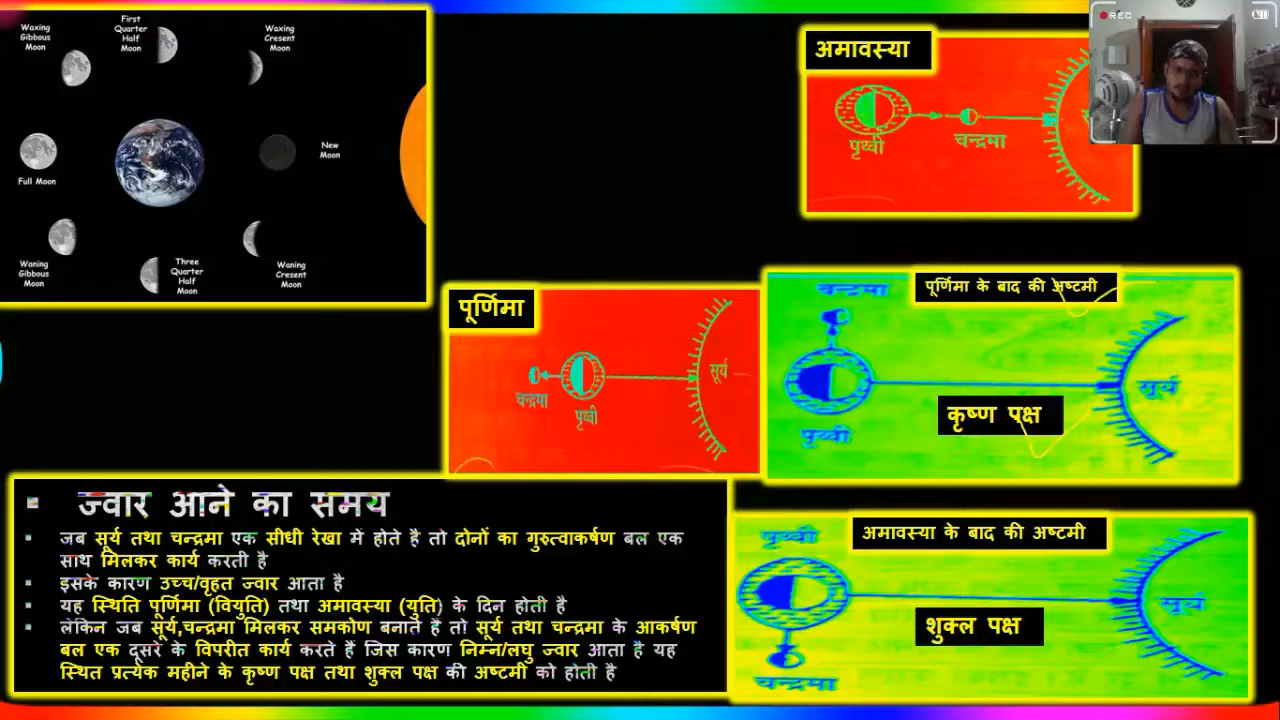 Waxing
Gibbous
Moon
First
Quarter
Half
Moon
Waxing
Cresent
Moon
Full Moon
New
Moon
Waning
Gibbous
Moon
Three
Quarter
Half
Moon
Waning
Cresent
Moon
REC
अमावस्या
पृथ्वी
चन्द्रमा
पूर्णिमा
चन्द्रमा
पृथ्वी
सूर्य
पूर्णिमा के बाद की अष्टमी
चन्द्रमा
पृथ्वी
सूर्य
कृष्ण पक्ष
ज्वार आने का समय
जब सूर्य तथा चन्द्रमा एक सीधी रेखा में होते है तो दोनों का गुरुत्वाकर्षण बल एक
साथ मिलकर कार्य करती है
इसके कारण उच्च/वृहत ज्वार आता है
यह स्थिति पूर्णिमा (वियुति) तथा अमावस्या (युति) के दिन होती है
लेकिन जब सूर्य,चन्द्रमा मिलकर समकोण बनाते हैं तो सूर्य तथा चन्द्रमा के आकर्षण
बल एक दूसरे के विपरीत कार्य करते हैं जिस कारण निम्न/लघु ज्वार आता है यह
स्थित प्रत्येक महीने के कृष्ण पक्ष तथा शुक्ल पक्ष की अष्टमी को होती है
अमावस्या के बाद की अष्टमी
पृथ्वी
सूर्य
शुक्ल पक्ष
चन्द्रमा